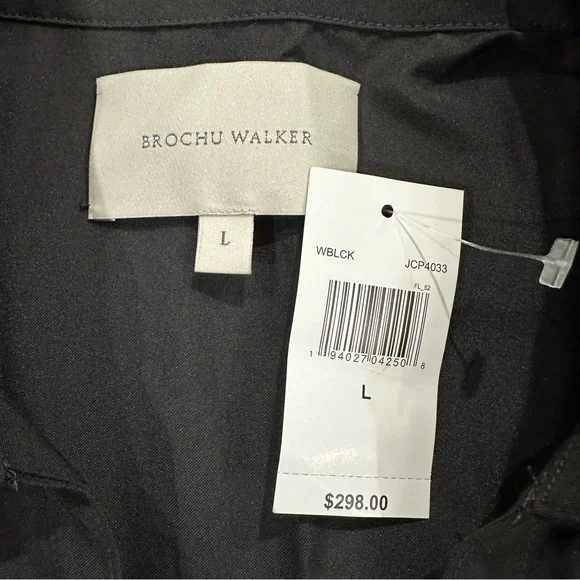 BROCHU WALKER
L
WBLCK JCP4033
FL_52
1 94027 04250 8
L
$298.00